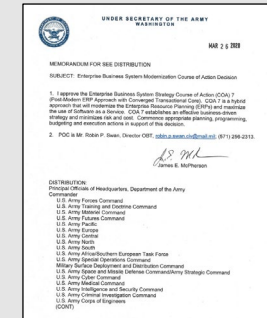 UNDER SECRETARY OF THE ARMY
WASHINGTON
MAR 26 2020
MEMORANDUM FOR SEE DISTRIBUTION
SUBJECT: Enterprise Business System Modernization Course of Action Decision
1. I approve the Enterprise Business System Strategy Course of Action (COA) 7
(Post-Modern ERP Approach with Converged Transactional Core). COA 7 is a hybrid
approach that will modernize the Enterprise Resource Planning (ERPs) and maximize
the use of Software as a Service. COA 7 establishes an effective business-driven
strategy and minimizes risk and cost. Commence appropriate planning, programming,
budgeting and execution actions in support of this decision.
2. POC is Mr. Robin P. Swan, Director OBT, robin.p.swan.civ@mail.mil; (571) 256-2313.
James E. McPherson
DISTRIBUTION:
Principal Officials of Headquarters, Department of the Army
Commander
U.S. Army Forces Command
U.S. Army Training and Doctrine Command
U.S. Army Materiel Command
U.S. Army Futures Command
U.S. Army Pacific
U.S. Army Europe
U.S. Army Central
U.S. Army North
U.S. Army South
U.S. Army Africa/Southern European Task Force
U.S. Army Special Operations Command
Military Surface Deployment and Distribution Command
U.S. Army Space and Missile Defense Command/Army Strategic Command
U.S. Army Cyber Command
U.S. Army Medical Command
U.S. Army Intelligence and Security Command
U.S. Army Criminal Investigation Command
U.S. Army Corps of Engineers
(CONT)